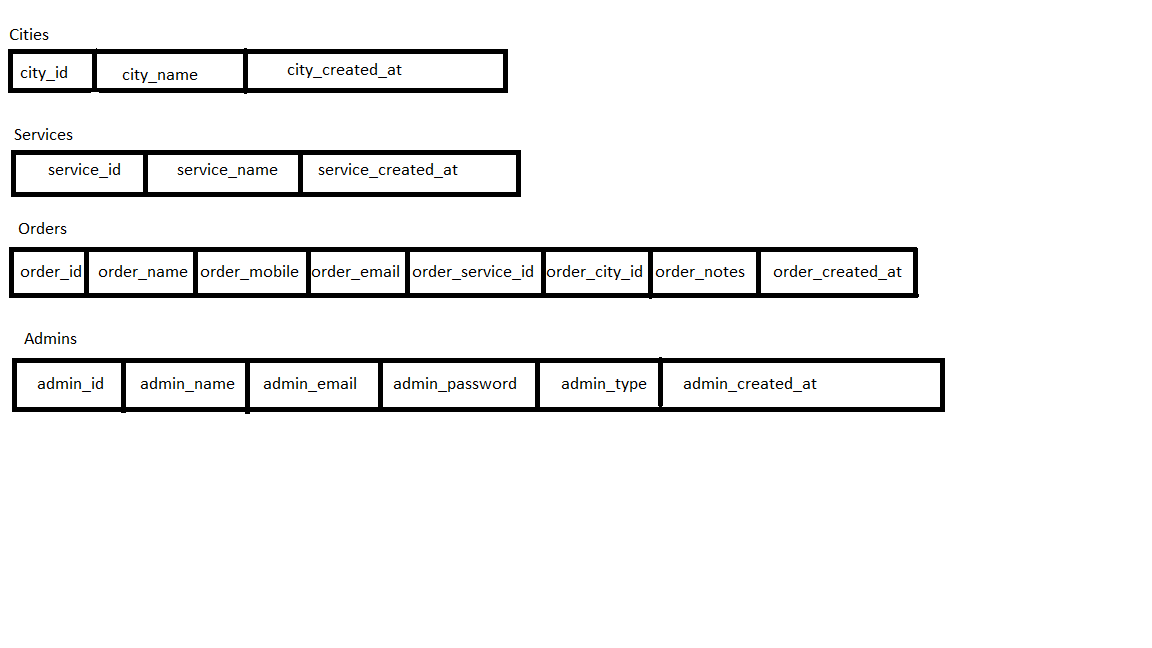 Cities
city_id city_name city_created_at
Services
service_id service_name service_created_at
Orders
order_id order_name order_mobile order_email order_service_id order_city_id order_notes order_created_at
Admins
admin_id admin_name admin_email admin_password admin_type admin_created_at